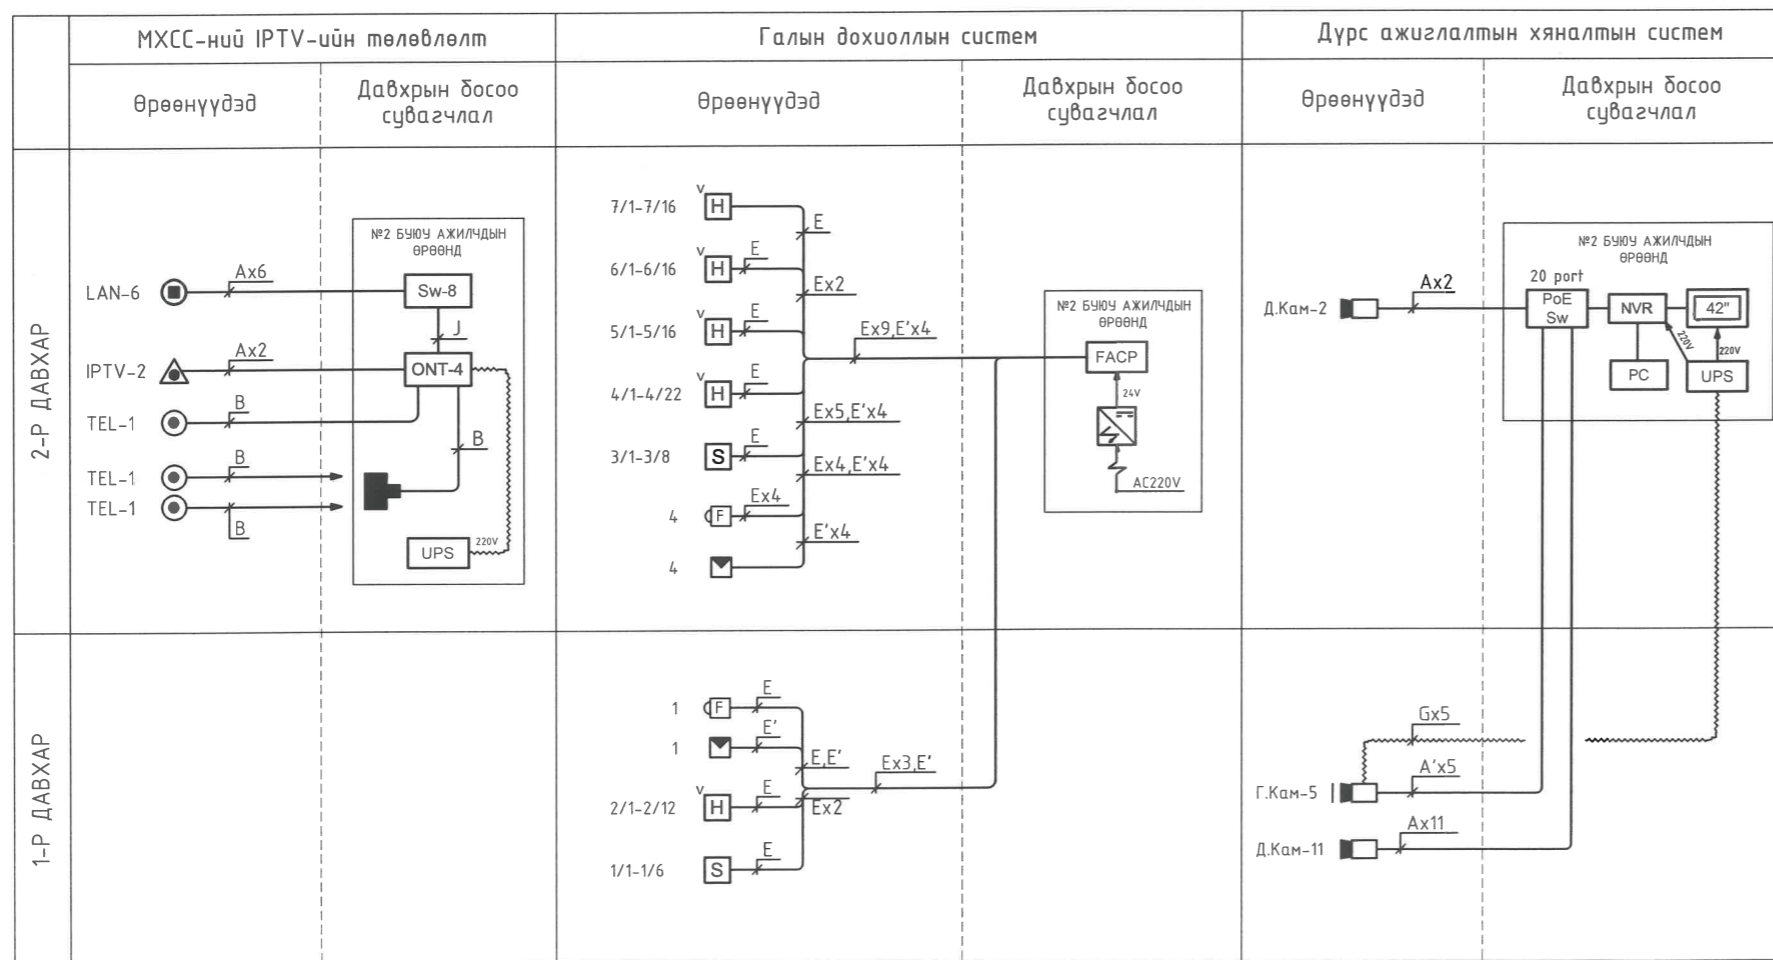 МХСС-ний IPTV-ийн төлөвлөлт
Галын дохиоллын систем
Дүрс ажиглалтын хяналтын систем
Өрөөнүүдэд
Давхрын босоо
сувагчлал
Өрөөнүүдэд
Давхрын босоо
сувагчлал
Өрөөнүүдэд
Давхрын босоо
сувагчлал
2-Р ДАВХАР
LAN-6
Ax6
IPTV-2
Ax2
TEL-1
B
TEL-1
B
TEL-1
B
№2 БУЮУ АЖИЛЧДЫН
ӨРӨӨНД
Sw-8
J
ONT-4
B
UPS
220V
7/1-7/16
v
H
E
6/1-6/16
v
H
E
Ex2
5/1-5/16
v
H
E
Ex9,E'x4
4/1-4/22
v
H
E
Ex5,E'x4
3/1-3/8
S
E
Ex4,E'x4
4
F
Ex4
E'x4
4
№2 БУЮУ АЖИЛЧДЫН
ӨРӨӨНД
FACP
24V
AC220V
Д.Кам-2
Ax2
№2 БУЮУ АЖИЛЧДЫН
ӨРӨӨНД
20 port
PoE
Sw
NVR
42"
220V
220V
PC
UPS
1-Р ДАВХАР
1
F
E
1
E'
E,E'
Ex3,E'
2/1-2/12
v
H
E
Ex2
1/1-1/6
S
E
Gx5
Г.Кам-5
A'x5
Д.Кам-11
Ax11